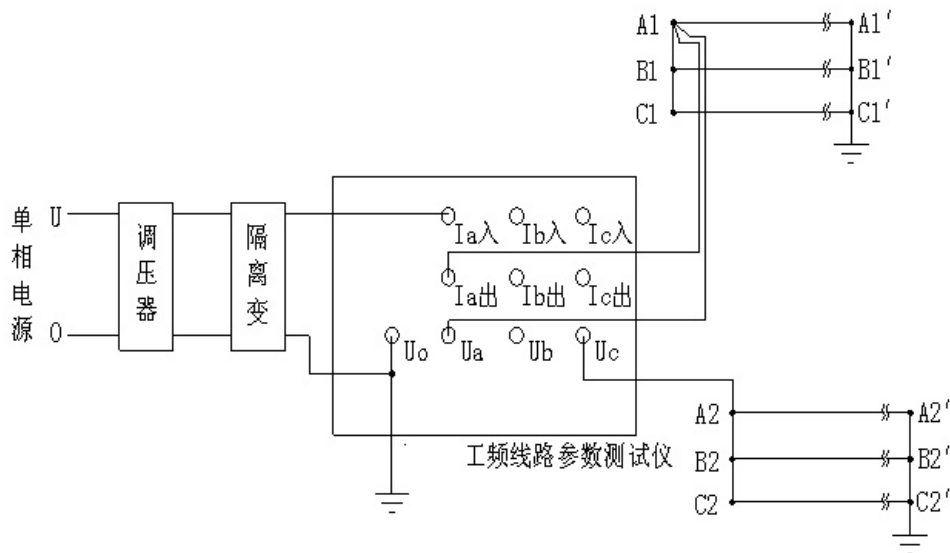 A1
A1′
B1
B1′
C1
C1′
单相电源
U
O
调压器
隔离变
Ia入
Ib入
Ic入
Ia出
Ib出
Ic出
Uo
Ua
Ub
Uc
工频线路参数测试仪
A2
A2′
B2
B2′
C2
C2′